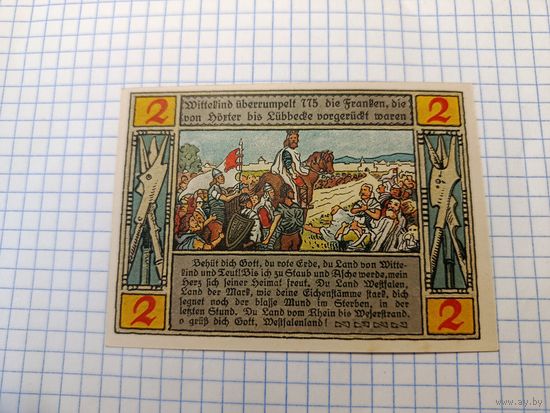 2 Wittekind überrumpelt 775 die Franken, die 2
von Höxter bis Lübbecke vorgerückt waren
Behüt dich Gott, du rote Erde, du Land von Witte-
kind und Teut! Bis ich zu Staub und Asche werde, mein
Herz sich seiner Heimat freut. Du Land Westfalen,
Land der Mark, wie deine Eichenstämme stark, dich
segnet noch der blasse Mund im Sterben, in der
letzten Stund. Du Land vom Rhein bis Weserstrand,
o grüß dich Gott, Westfalenland!
2 2
www.ay.by